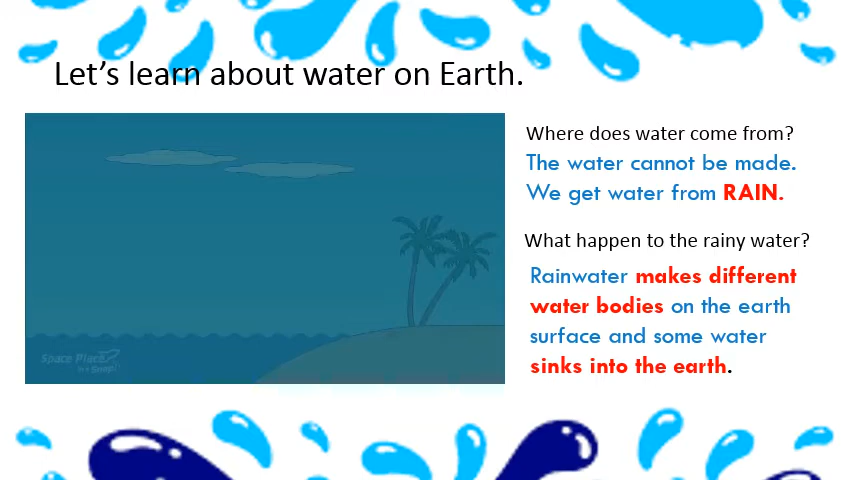 Let's learn about water on Earth.
Where does water come from?
The water cannot be made.
We get water from RAIN.
What happen to the rainy water?
Rainwater makes different
water bodies on the earth
surface and some water
sinks into the earth.
Space Place
in a Snap!